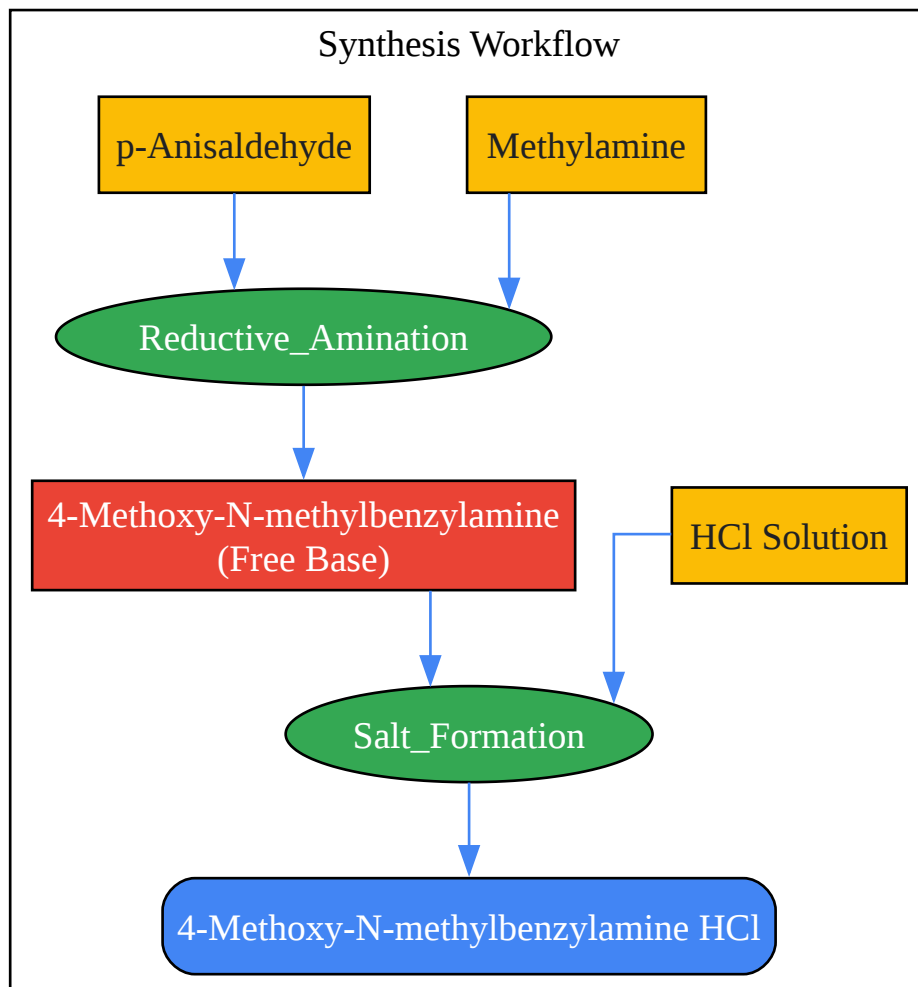 Synthesis Workflow
p-Anisaldehyde
Methylamine
Reductive_Amination
4-Methoxy-N-methylbenzylamine
(Free Base)
HCl Solution
Salt_Formation
4-Methoxy-N-methylbenzylamine HCl